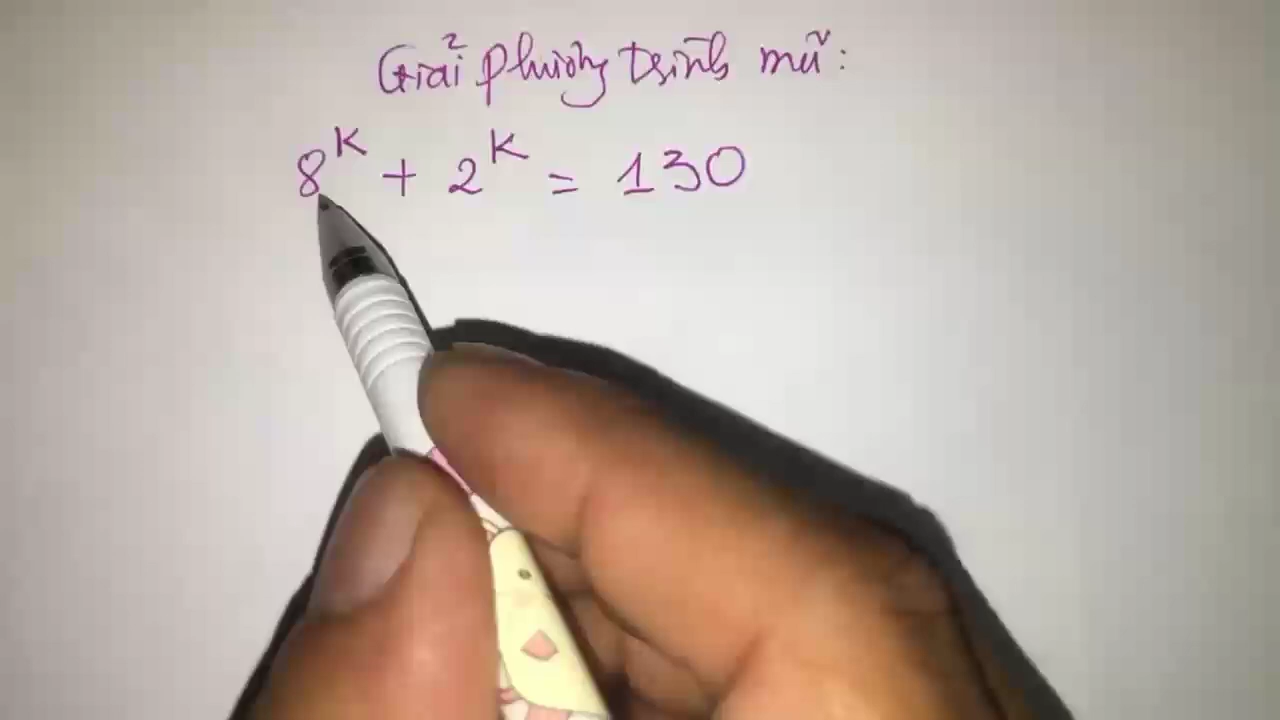 Giải phương trình mũ:
8^k + 2^k = 130